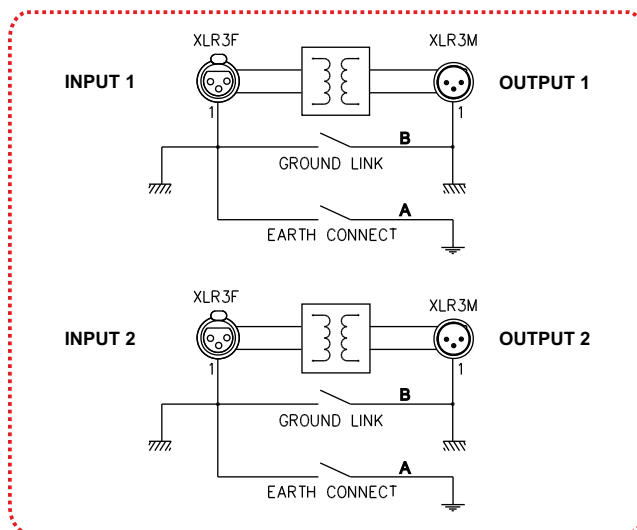 XLR3F XLR3M
INPUT 1 OUTPUT 1
1 1
B
GROUND LINK
A
EARTH CONNECT
XLR3F XLR3M
INPUT 2 OUTPUT 2
1 1
B
GROUND LINK
A
EARTH CONNECT